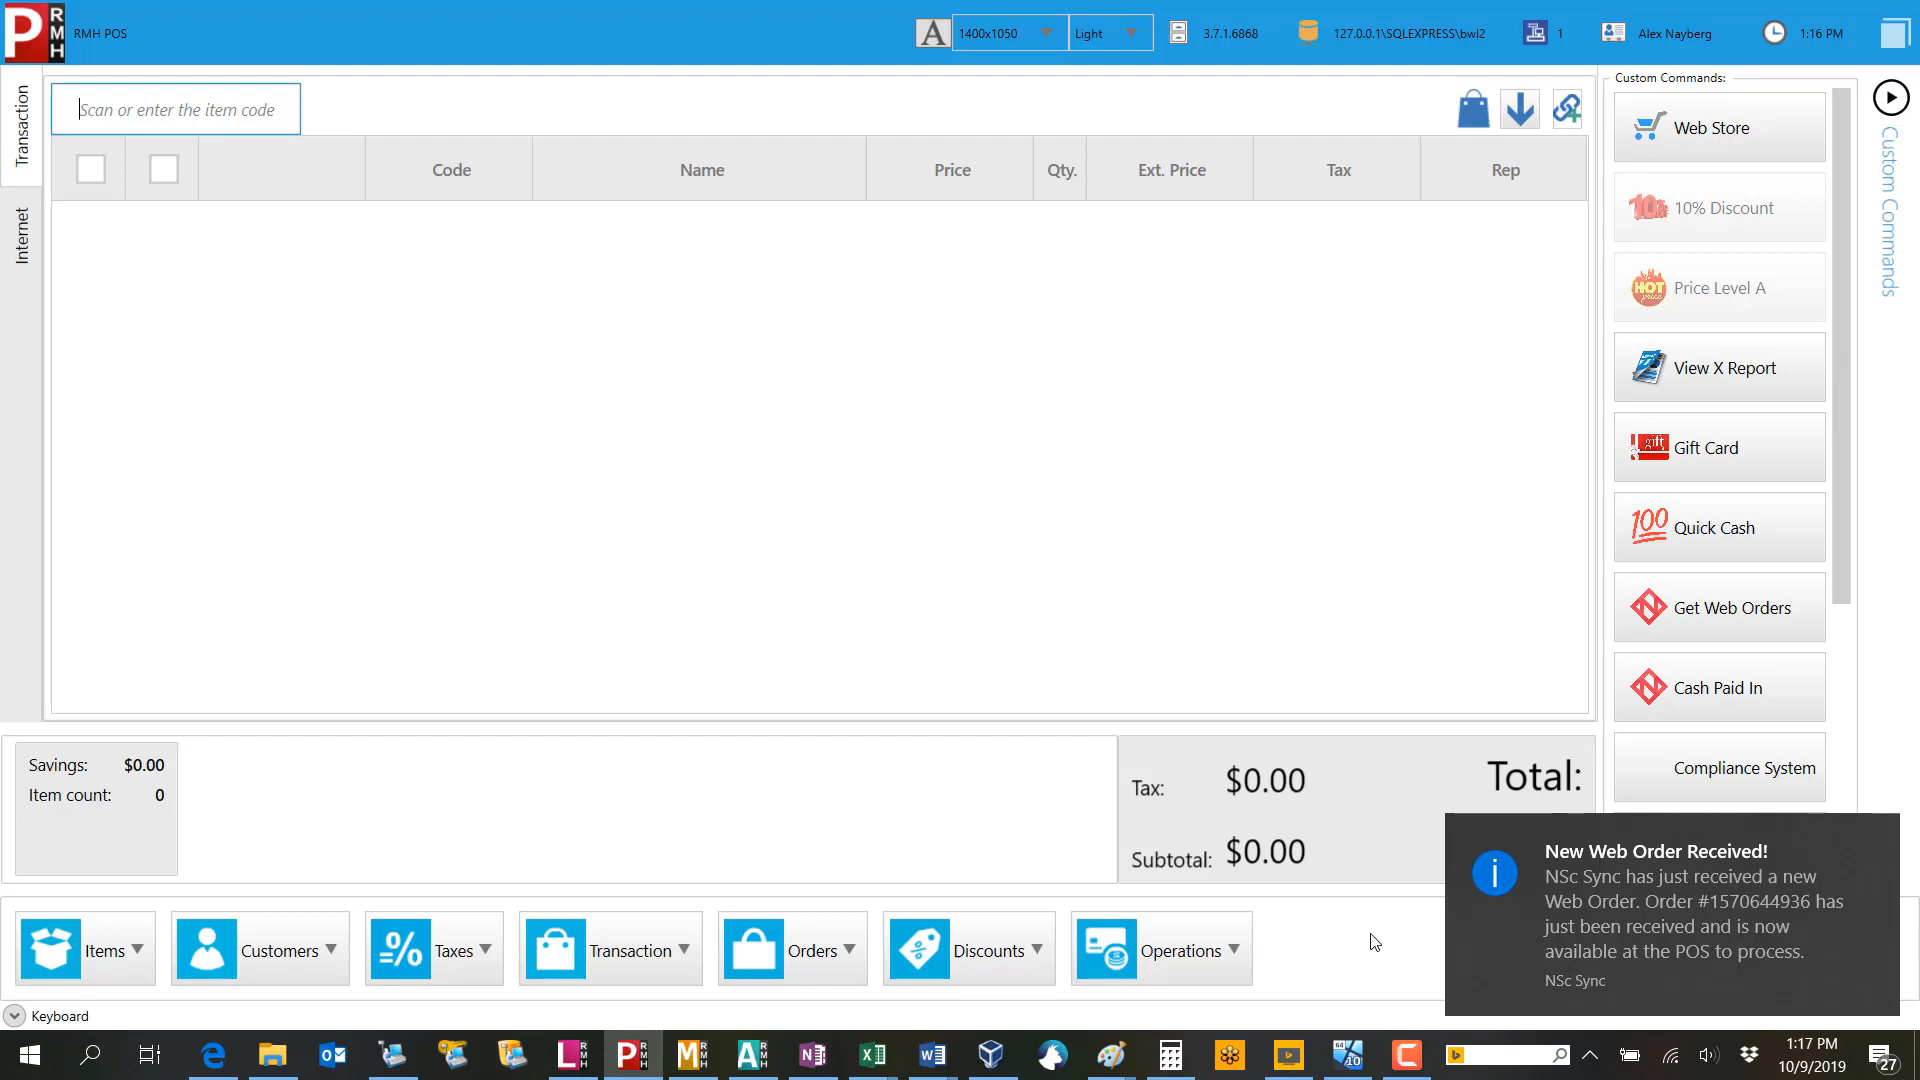 P RMH
RMH POS
A 1400x1050 Light 3.7.1.6868 127.0.0.1\SQLEXPRESS\bwl2 1 Alex Nayberg 1:16 PM
Transaction
Internet
Scan or enter the item code
Code Name Price Qty. Ext. Price Tax Rep
Custom Commands:
Web Store
10% Discount
HOT price Price Level A
View X Report
gift Gift Card
100 Quick Cash
Get Web Orders
Cash Paid In
Compliance System
Custom Commands
Savings: $0.00
Item count: 0
Tax: $0.00
Total:
Subtotal: $0.00
New Web Order Received!
NSc Sync has just received a new
Web Order. Order #1570644936 has
just been received and is now
available at the POS to process.
NSc Sync
Items
Customers
Taxes
Transaction
Orders
Discounts
Operations
Keyboard
1:17 PM
10/9/2019
27